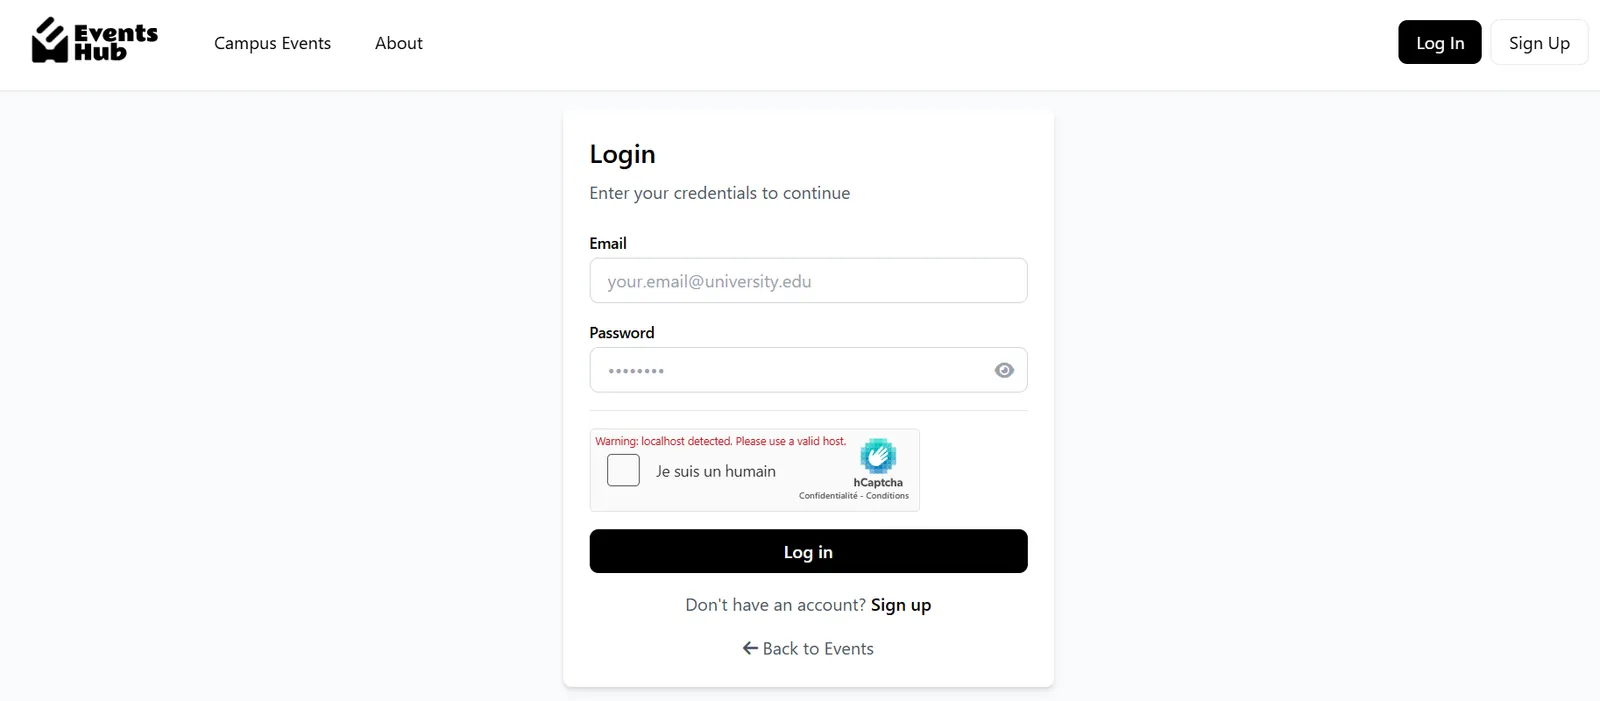 Events
Hub
Campus Events
About
Log In
Sign Up
Login
Enter your credentials to continue
Email
your.email@university.edu
Password
••••••••
Warning: localhost detected. Please use a valid host.
Je suis un humain
hCaptcha
Confidentialité - Conditions
Log in
Don't have an account? Sign up
← Back to Events